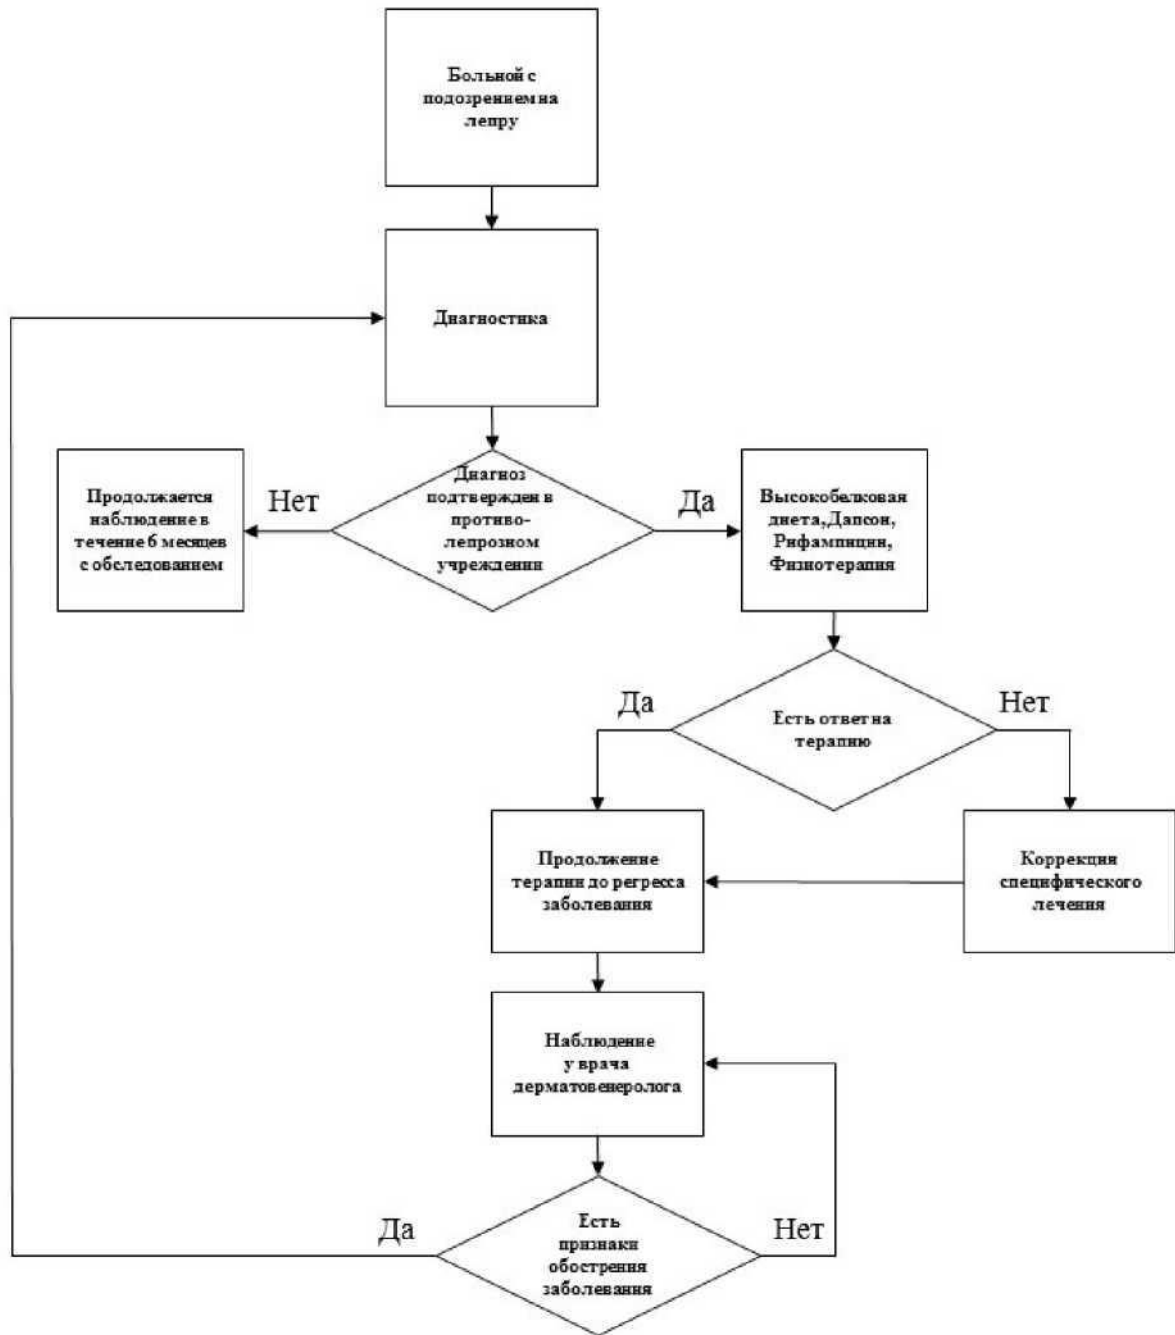 Больной с
подозрением на
лепру
Диагностика
Диагноз
подтвержден в
противо-
лепрозном
учреждении
Нет
Да
Продолжается
наблюдение в
течение 6 месяцев
с обследованием
Высокобелковая
диета, Дапсон,
Рифампицин,
Физиотерапия
Есть ответ на
терапию
Да
Нет
Продолжение
терапии до регресса
заболевания
Коррекция
специфического
лечения
Наблюдение
у врача
дерматовенеролога
Есть
признаки
обострения
заболевания
Да
Нет